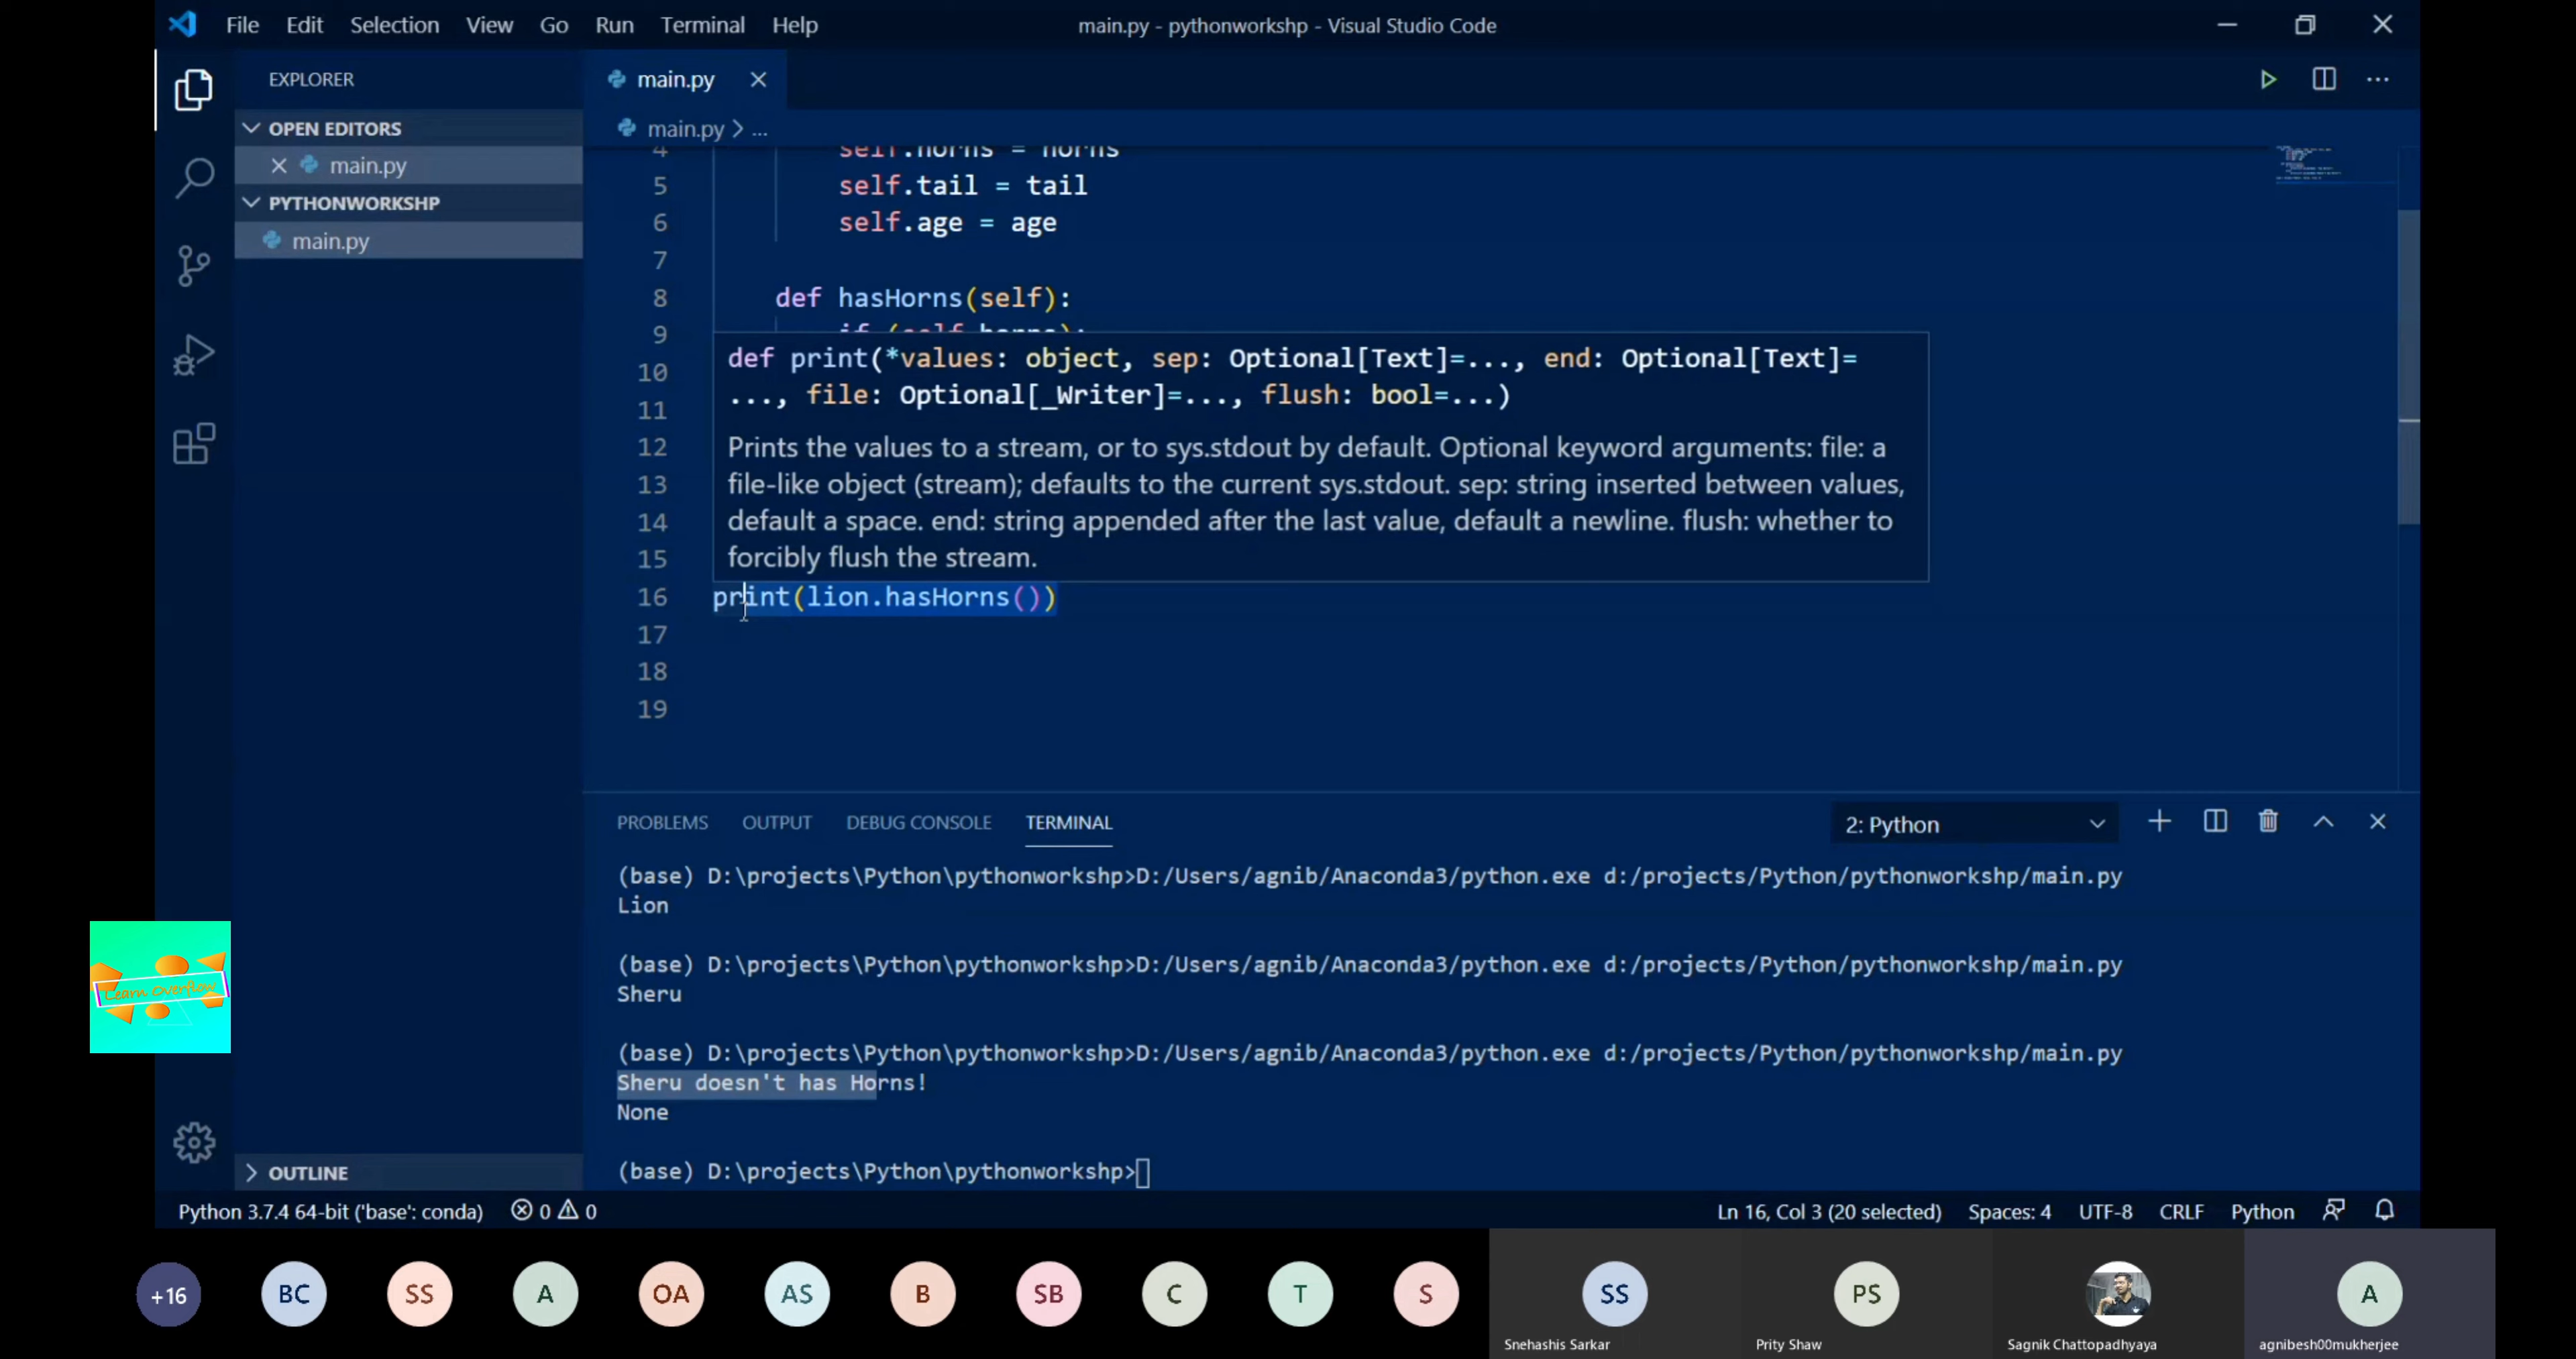 File Edit Selection View Go Run Terminal Help
main.py - pythonworkshp - Visual Studio Code
EXPLORER
OPEN EDITORS
main.py
PYTHONWORKSHP
main.py
OUTLINE
main.py
main.py > ...
4 self.horns = horns
5 self.tail = tail
6 self.age = age
7
8 def hasHorns(self):
9 if (self.horns):
10
11
12
13
14
15
def print(*values: object, sep: Optional[Text]=..., end: Optional[Text]=
..., file: Optional[_Writer]=..., flush: bool=...)
Prints the values to a stream, or to sys.stdout by default. Optional keyword arguments: file: a
file-like object (stream); defaults to the current sys.stdout. sep: string inserted between values,
default a space. end: string appended after the last value, default a newline. flush: whether to
forcibly flush the stream.
16 print(lion.hasHorns())
17
18
19
PROBLEMS OUTPUT DEBUG CONSOLE TERMINAL
2: Python
(base) D:\projects\Python\pythonworkshp>D:/Users/agnib/Anaconda3/python.exe d:/projects/Python/pythonworkshp/main.py
Lion
(base) D:\projects\Python\pythonworkshp>D:/Users/agnib/Anaconda3/python.exe d:/projects/Python/pythonworkshp/main.py
Sheru
(base) D:\projects\Python\pythonworkshp>D:/Users/agnib/Anaconda3/python.exe d:/projects/Python/pythonworkshp/main.py
Sheru doesn't has Horns!
None
(base) D:\projects\Python\pythonworkshp>
Learn Overflow
Python 3.7.4 64-bit ('base': conda) 0 0
Ln 16, Col 3 (20 selected) Spaces: 4 UTF-8 CRLF Python
+16 BC SS A OA AS B SB C T S SS PS A
Snehashis Sarkar Prity Shaw Sagnik Chattopadhyaya agnibesh00mukherjee